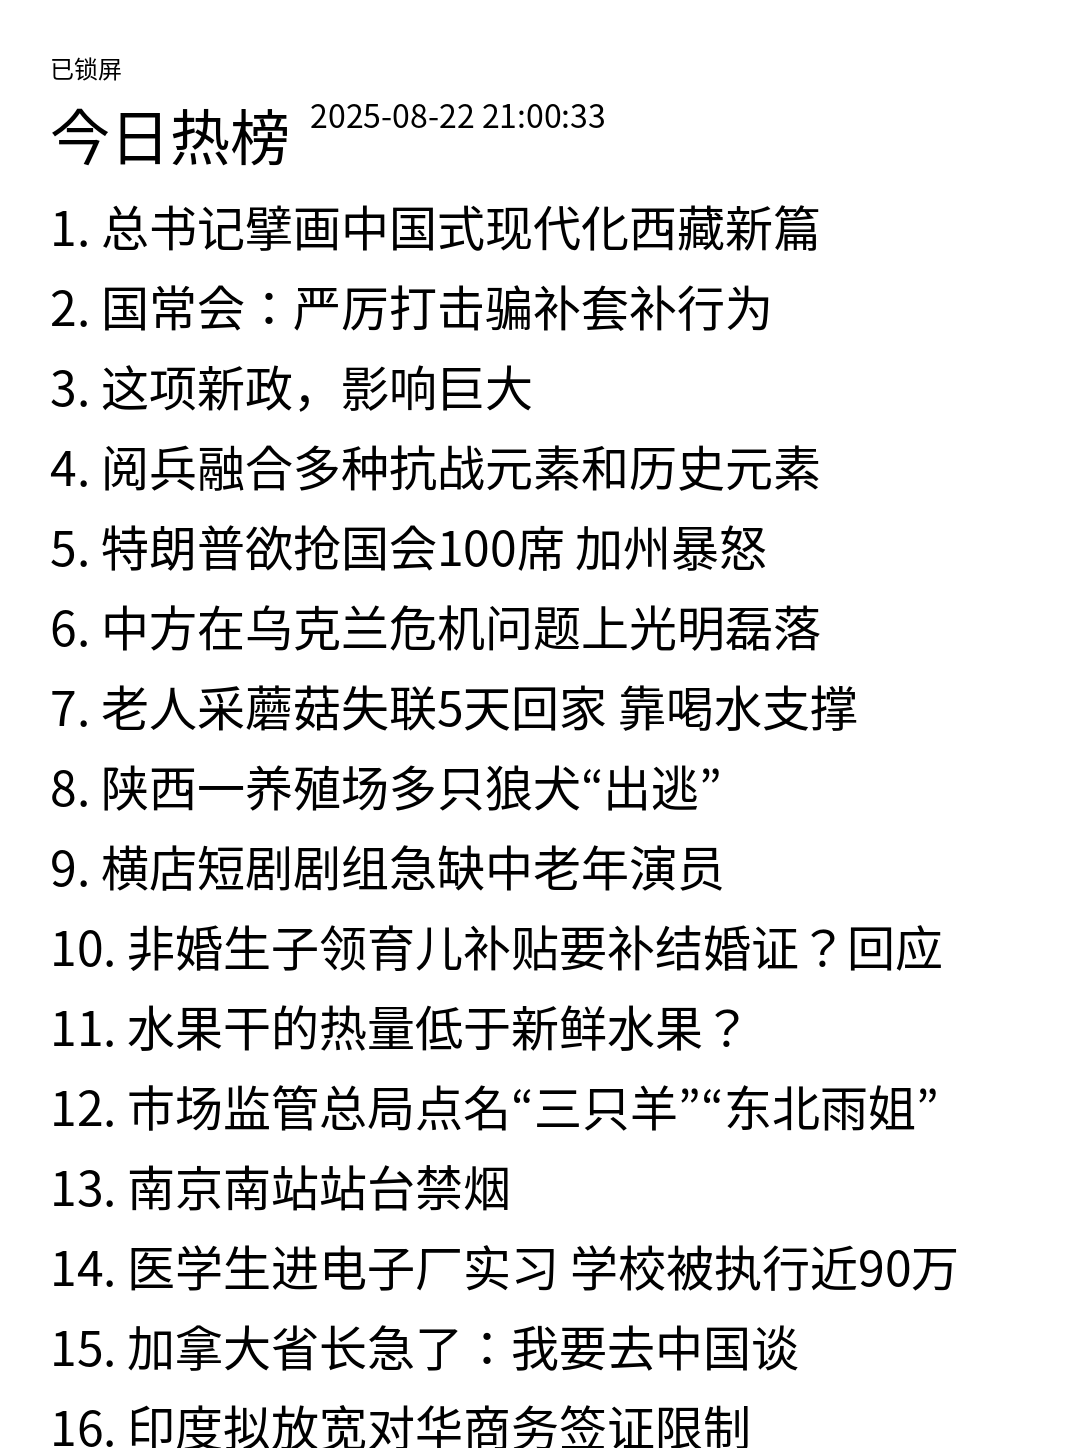 已锁屏
今日热榜 2025-08-22 21:00:33
1. 总书记擘画中国式现代化西藏新篇
2. 国常会：严厉打击骗补套补行为
3. 这项新政，影响巨大
4. 阅兵融合多种抗战元素和历史元素
5. 特朗普欲抢国会100席 加州暴怒
6. 中方在乌克兰危机问题上光明磊落
7. 老人采蘑菇失联5天回家 靠喝水支撑
8. 陕西一养殖场多只狼犬“出逃”
9. 横店短剧剧组急缺中老年演员
10. 非婚生子领育儿补贴要补结婚证？回应
11. 水果干的热量低于新鲜水果？
12. 市场监管总局点名“三只羊”“东北雨姐”
13. 南京南站站台禁烟
14. 医学生进电子厂实习 学校被执行近90万
15. 加拿大省长急了：我要去中国谈
16. 印度拟放宽对华商务签证限制